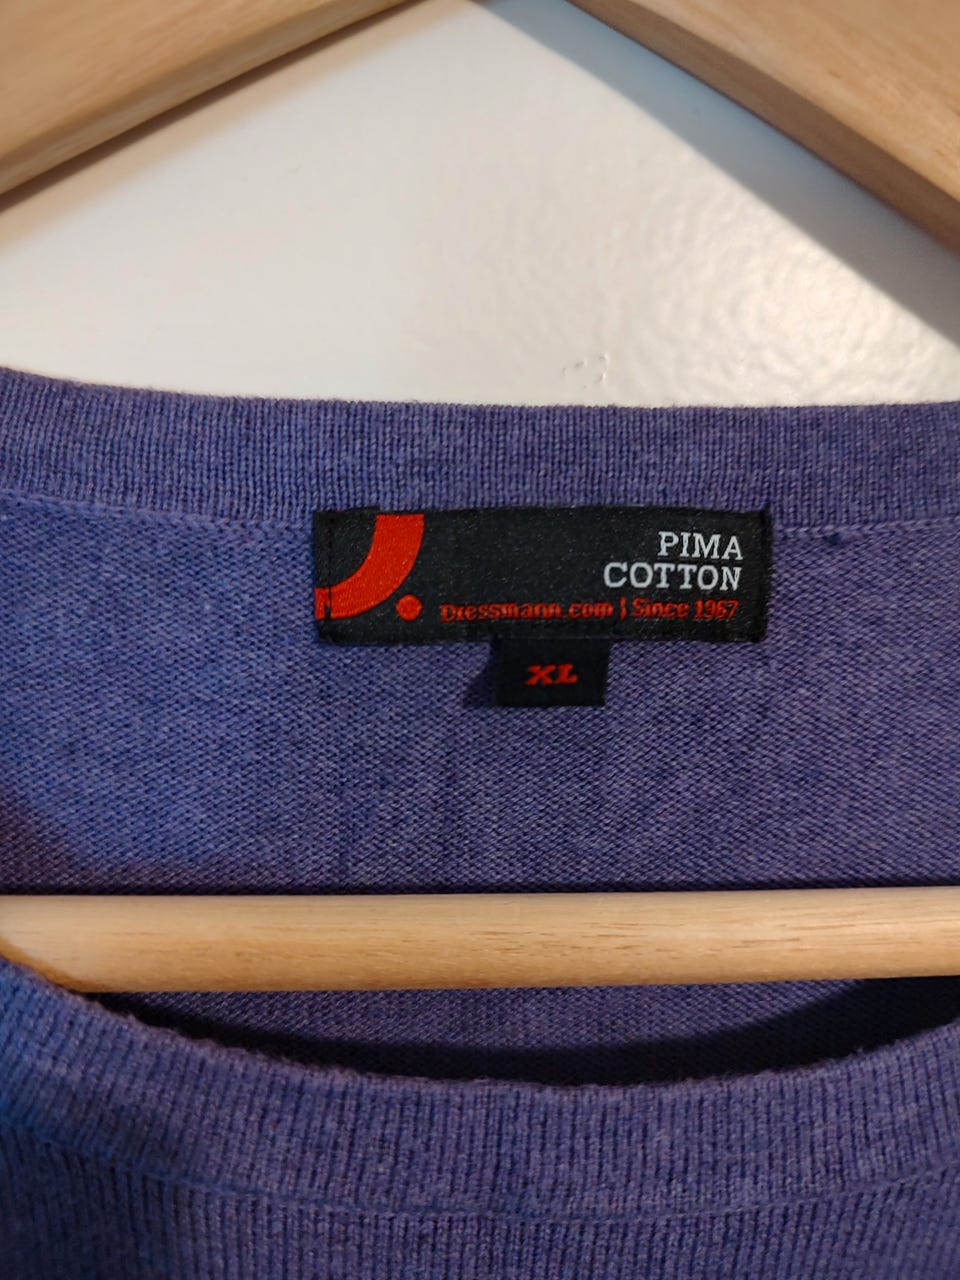 PIMA
COTTON
Dressmann.com | Since 1967
XL